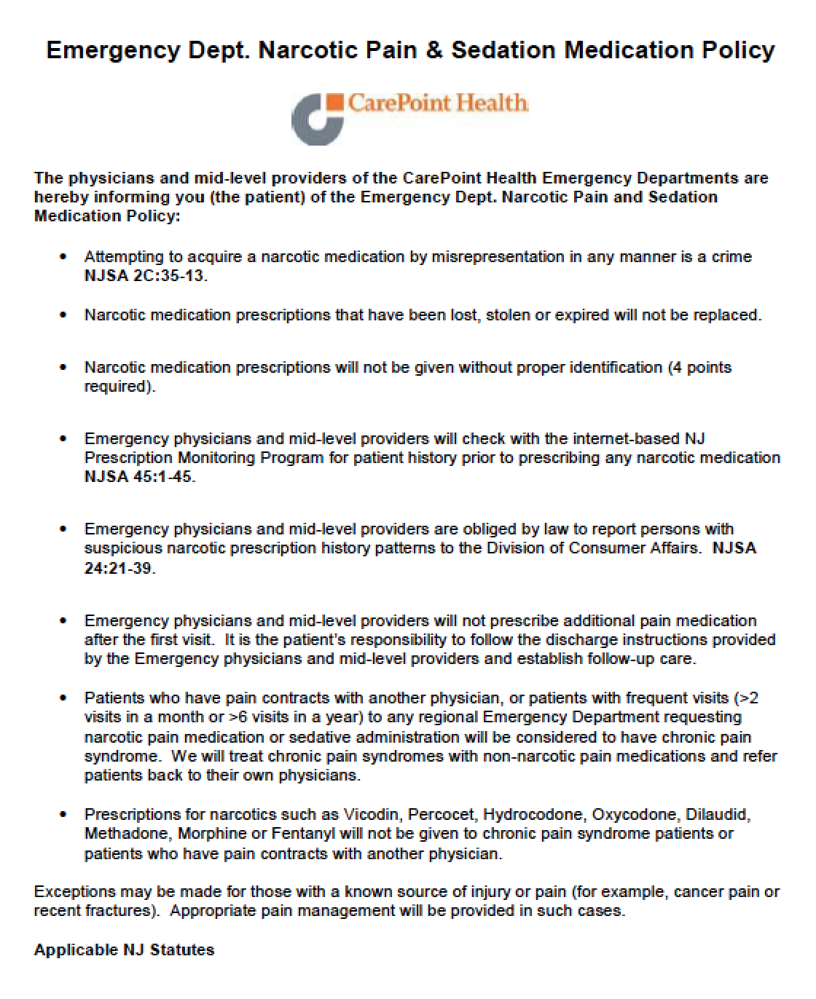 Emergency Dept. Narcotic Pain & Sedation Medication Policy
CarePoint Health
The physicians and mid-level providers of the CarePoint Health Emergency Departments are
hereby informing you (the patient) of the Emergency Dept. Narcotic Pain and Sedation
Medication Policy:
• Attempting to acquire a narcotic medication by misrepresentation in any manner is a crime
NJSA 2C:35-13.
• Narcotic medication prescriptions that have been lost, stolen or expired will not be replaced.
• Narcotic medication prescriptions will not be given without proper identification (4 points
required).
• Emergency physicians and mid-level providers will check with the internet-based NJ
Prescription Monitoring Program for patient history prior to prescribing any narcotic medication
NJSA 45:1-45.
• Emergency physicians and mid-level providers are obliged by law to report persons with
suspicious narcotic prescription history patterns to the Division of Consumer Affairs.  NJSA
24:21-39.
• Emergency physicians and mid-level providers will not prescribe additional pain medication
after the first visit.  It is the patient's responsibility to follow the discharge instructions provided
by the Emergency physicians and mid-level providers and establish follow-up care.
• Patients who have pain contracts with another physician, or patients with frequent visits (>2
visits in a month or >6 visits in a year) to any regional Emergency Department requesting
narcotic pain medication or sedative administration will be considered to have chronic pain
syndrome.  We will treat chronic pain syndromes with non-narcotic pain medications and refer
patients back to their own physicians.
• Prescriptions for narcotics such as Vicodin, Percocet, Hydrocodone, Oxycodone, Dilaudid,
Methadone, Morphine or Fentanyl will not be given to chronic pain syndrome patients or
patients who have pain contracts with another physician.
Exceptions may be made for those with a known source of injury or pain (for example, cancer pain or
recent fractures).  Appropriate pain management will be provided in such cases.
Applicable NJ Statutes